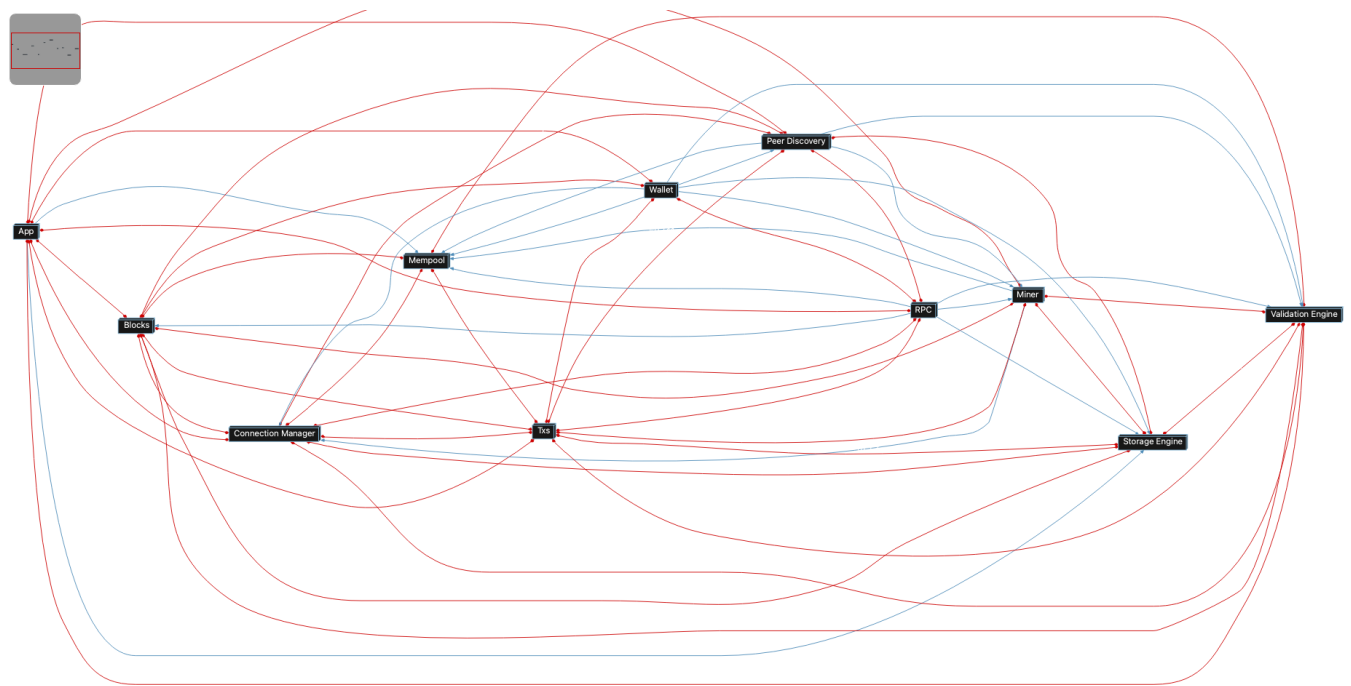 Peer Discovery
Wallet
App
Mempool
Miner
RPC
Validation Engine
Blocks
Connection Manager
Txs
Storage Engine